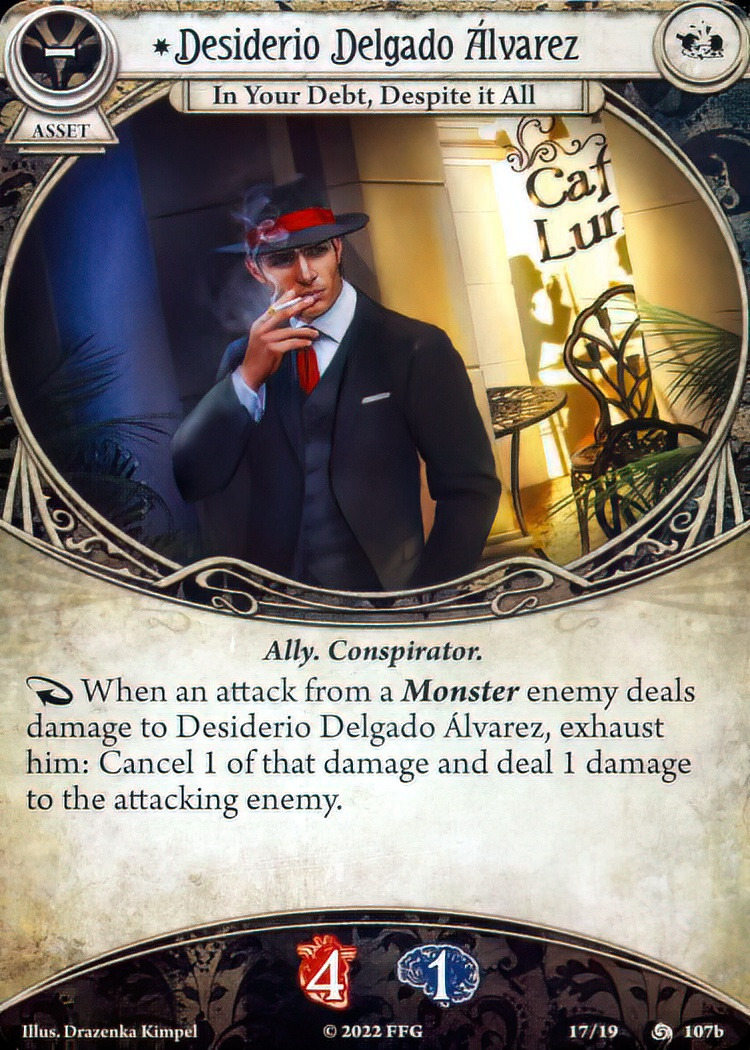 Desiderio Delgado Álvarez
In Your Debt, Despite it All
ASSET
Caf
Lur
Ally. Conspirator.
When an attack from a Monster enemy deals
damage to Desiderio Delgado Álvarez, exhaust
him: Cancel 1 of that damage and deal 1 damage
to the attacking enemy.
4 1
Illus. Drazenka Kimpel © 2022 FFG 17/19 107b